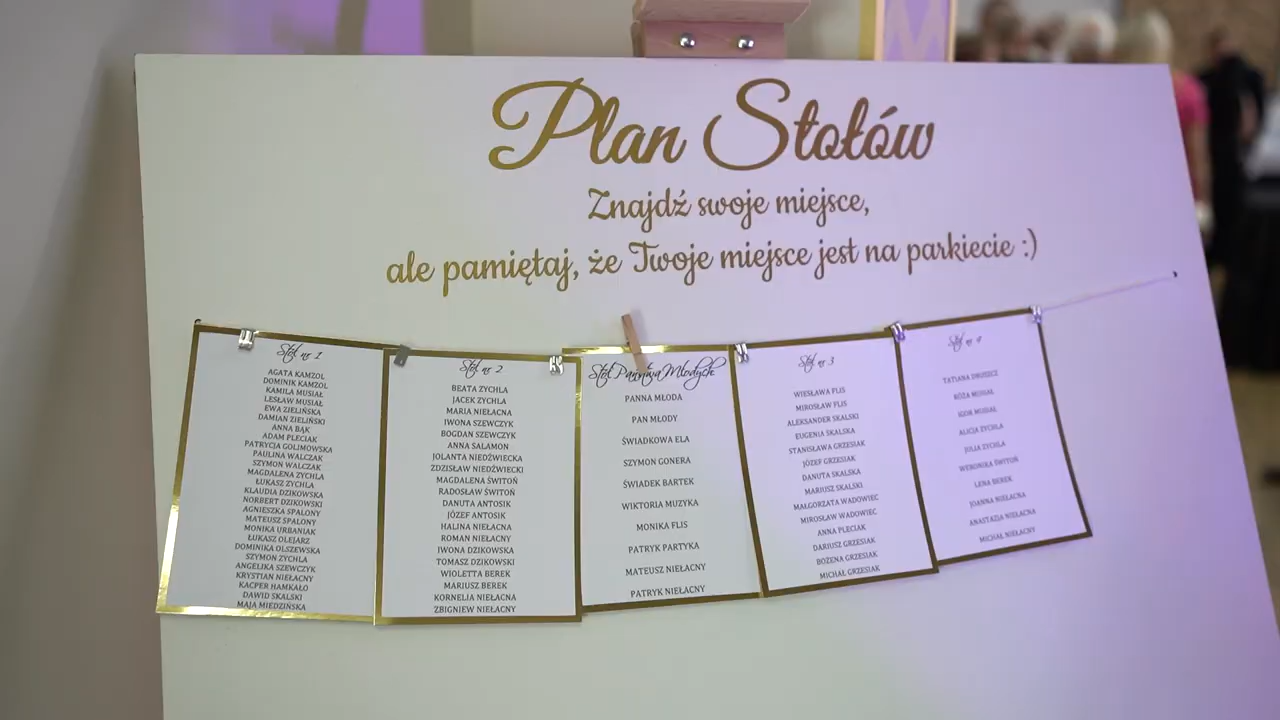 Plan Stołów
Znajdź swoje miejsce,
ale pamiętaj, że Twoje miejsce jest na parkiecie :)
Stół nr 1
AGATA KAMZOL
DOMINIK KAMZOL
KAMILA MUSIAŁ
LESŁAW MUSIAŁ
EWA ZIELIŃSKA
DAMIAN ZIELIŃSKI
ANNA BĄK
ADAM PLECIAK
PATRYCJA GOLIMOWSKA
PAULINA WALCZAK
SZYMON WALCZAK
MAGDALENA ZYCHLA
ŁUKASZ ZYCHLA
KLAUDIA DZIKOWSKA
NORBERT DZIKOWSKI
AGNIESZKA SPALONY
MATEUSZ SPALONY
MONIKA URBANIAK
ŁUKASZ OLEJARZ
DOMINIKA OLSZEWSKA
SZYMON ZYCHLA
ANGELIKA SZEWCZYK
KRYSTIAN NIEŁACNY
KACPER HAMKAŁO
DAWID SKALSKI
MAJA MIEDZIŃSKA
Stół nr 2
BEATA ZYCHLA
JACEK ZYCHLA
MARIA NIEŁACNA
IWONA SZEWCZYK
BOGDAN SZEWCZYK
ANNA SALAMON
JOLANTA NIEDŹWIECKA
ZDZISŁAW NIEDŹWIECKI
MAGDALENA ŚWITOŃ
RADOSŁAW ŚWITOŃ
DANUTA ANTOSIK
JÓZEF ANTOSIK
HALINA NIEŁACNA
ROMAN NIEŁACNY
IWONA DZIKOWSKA
TOMASZ DZIKOWSKI
WIOLETTA BEREK
MARIUSZ BEREK
KORNELIA NIEŁACNA
ZBIGNIEW NIEŁACNY
Stół Państwa Młodych
PANNA MŁODA
PAN MŁODY
ŚWIADKOWA ELA
SZYMON GONERA
ŚWIADEK BARTEK
WIKTORIA MUZYKA
MONIKA FLIS
PATRYK PARTYKA
MATEUSZ NIEŁACNY
PATRYK NIEŁACNY
Stół nr 3
WIESŁAWA FLIS
MIROSŁAW FLIS
ALEKSANDER SKALSKI
EUGENIA SKALSKA
STANISŁAWA GRZESIAK
JÓZEF GRZESIAK
DANUTA SKALSKA
MARIUSZ SKALSKI
MAŁGORZATA WADOWIEC
MIROSŁAW WADOWIEC
ANNA PLECIAK
DARIUSZ GRZESIAK
BOŻENA GRZESIAK
MICHAŁ GRZESIAK
Stół nr 4
TATIANA DRUSZCZ
RÓŻA MUSIAŁ
IGOR MUSIAŁ
ALICJA ZYCHLA
JULIA ZYCHLA
WERONIKA ŚWITOŃ
LENA BEREK
JOANNA NIEŁACNA
ANASTAZJA NIEŁACNA
MICHAŁ NIEŁACNY